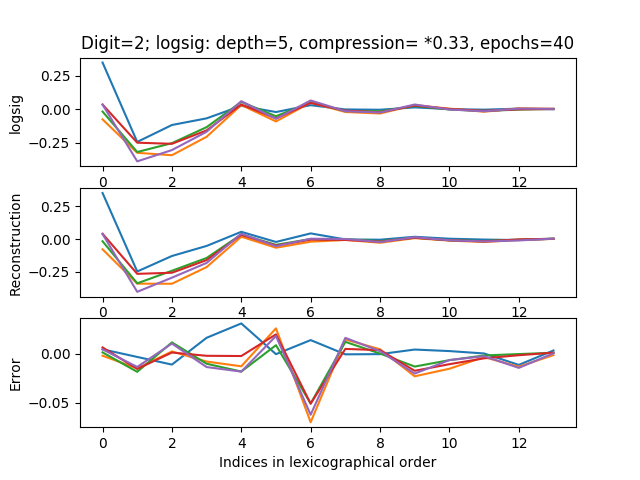 Digit=2; logsig: depth=5, compression= *0.33, epochs=40
logsig
0.25
0.00
−0.25
0 2 4 6 8 10 12
Reconstruction
0.25
0.00
−0.25
0 2 4 6 8 10 12
Error
0.00
−0.05
0 2 4 6 8 10 12
Indices in lexicographical order